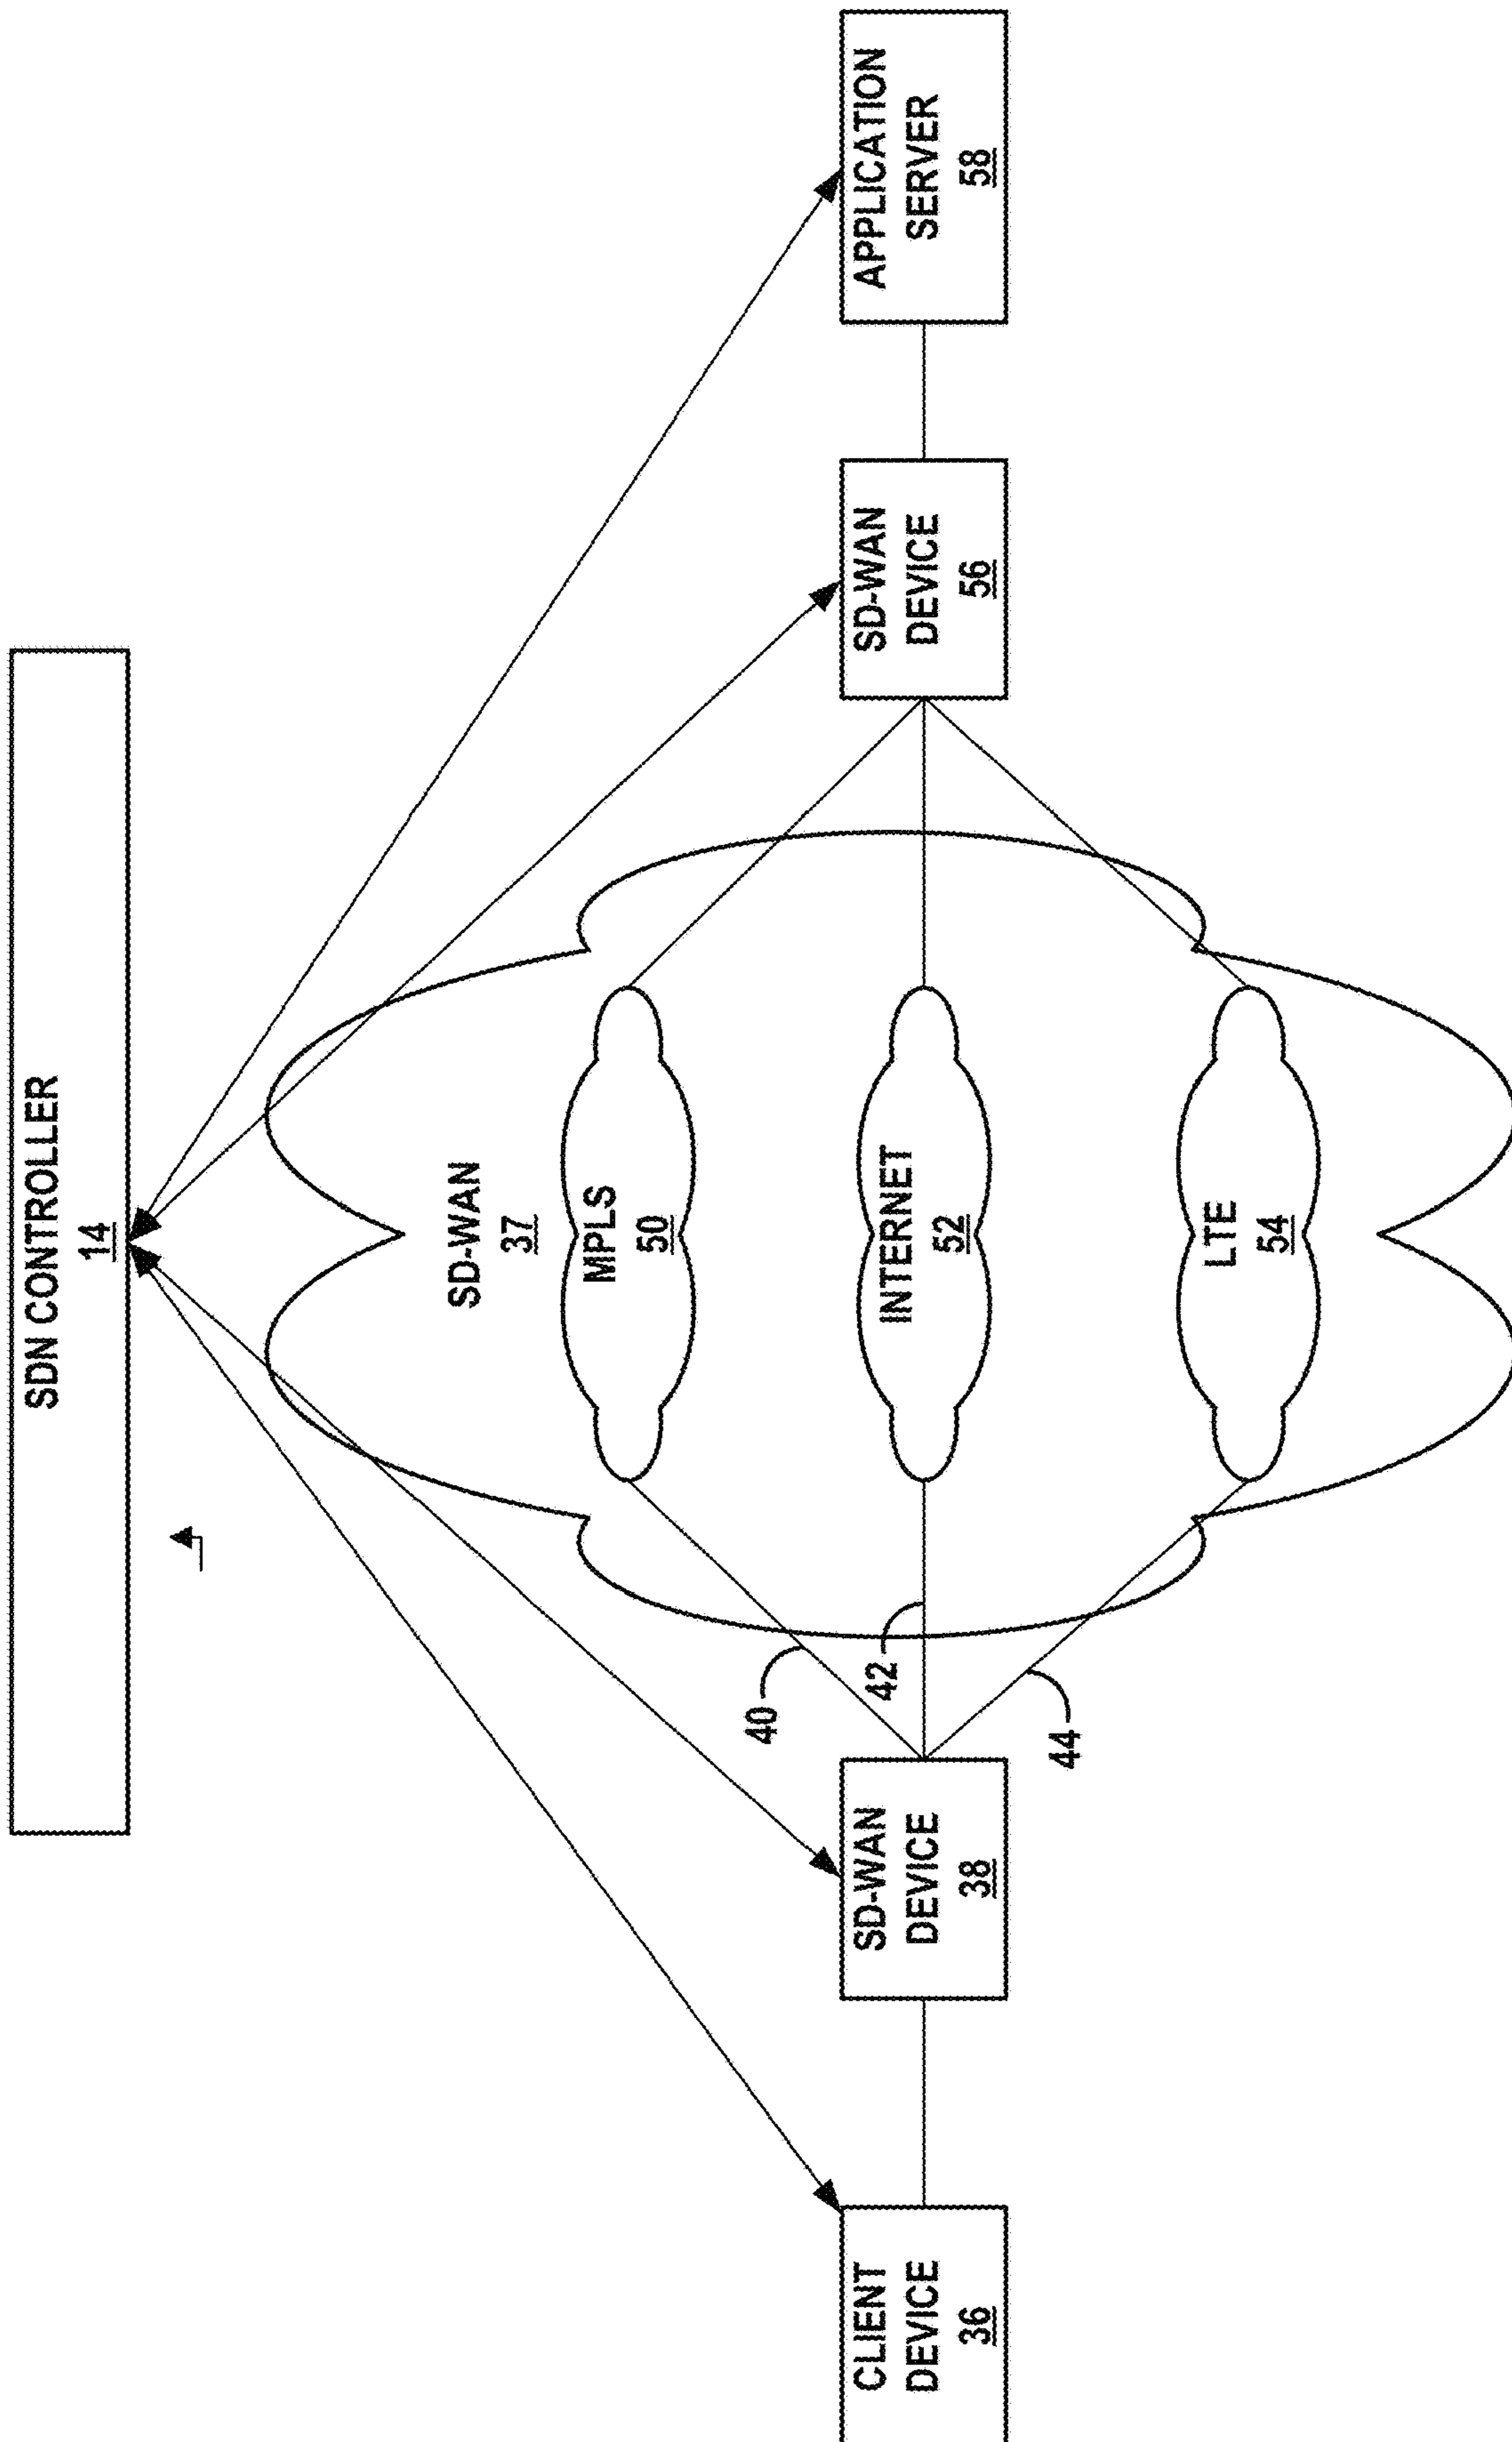 SDN CONTROLLER
14
SD-WAN
37
MPLS
50
40
42
INTERNET
52
CLIENT
DEVICE
36
SD-WAN
DEVICE
38
SD-WAN
DEVICE
56
APPLICATION
SERVER
58
44
LTE
54